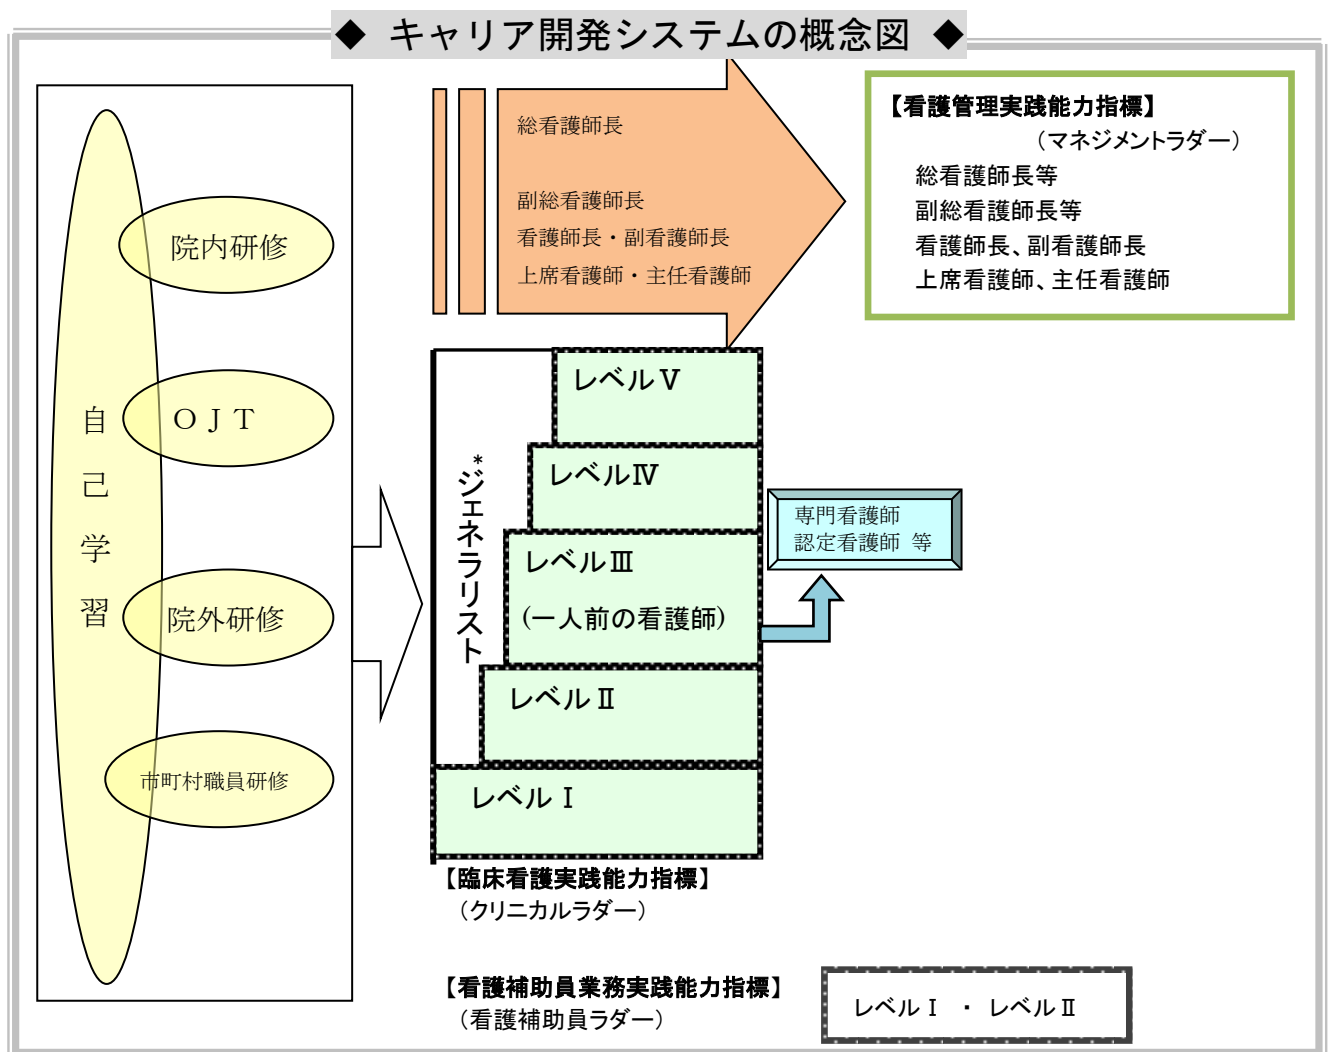 ◆ キャリア開発システムの概念図 ◆
自己学習
院内研修
ＯＪＴ
院外研修
市町村職員研修
総看護師長
副総看護師長
看護師長・副看護師長
上席看護師・主任看護師
【看護管理実践能力指標】
（マネジメントラダー）
総看護師長等
副総看護師長等
看護師長、副看護師長
上席看護師、主任看護師
*ジェネラリスト
レベルⅤ
レベルⅣ
レベルⅢ
(一人前の看護師)
レベルⅡ
レベルⅠ
専門看護師
認定看護師 等
【臨床看護実践能力指標】
（クリニカルラダー）
【看護補助員業務実践能力指標】
（看護補助員ラダー）
レベルⅠ ・ レベルⅡ